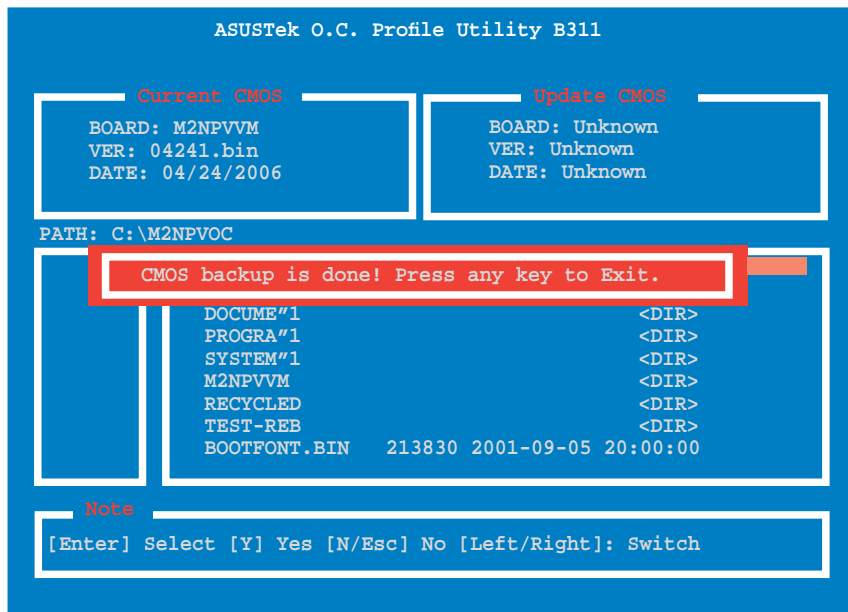 ASUSTek O.C. Profile Utility B311
Current CMOS
BOARD: M2NPVVM
VER: 04241.bin
DATE: 04/24/2006
Update CMOS
BOARD: Unknown
VER: Unknown
DATE: Unknown
PATH: C:\M2NPVOC
CMOS backup is done! Press any key to Exit.
DOCUME"1 <DIR>
PROGRA"1 <DIR>
SYSTEM"1 <DIR>
M2NPVVM <DIR>
RECYCLED <DIR>
TEST-REB <DIR>
BOOTFONT.BIN 213830 2001-09-05 20:00:00
Note
[Enter] Select [Y] Yes [N/Esc] No [Left/Right]: Switch